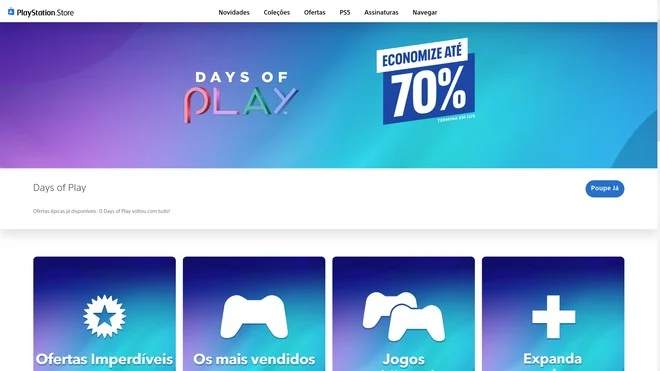 PlayStation Store
Novidades Coleções Ofertas PS5 Assinaturas Navegar
DAYS OF
PLAY
ECONOMIZE ATÉ
70%
TERMINA EM 12/6
Days of Play
Poupe Já
Ofertas épicas já disponíveis. O Days of Play voltou com tudo!
Ofertas Imperdíveis
Os mais vendidos
Jogos
Expanda